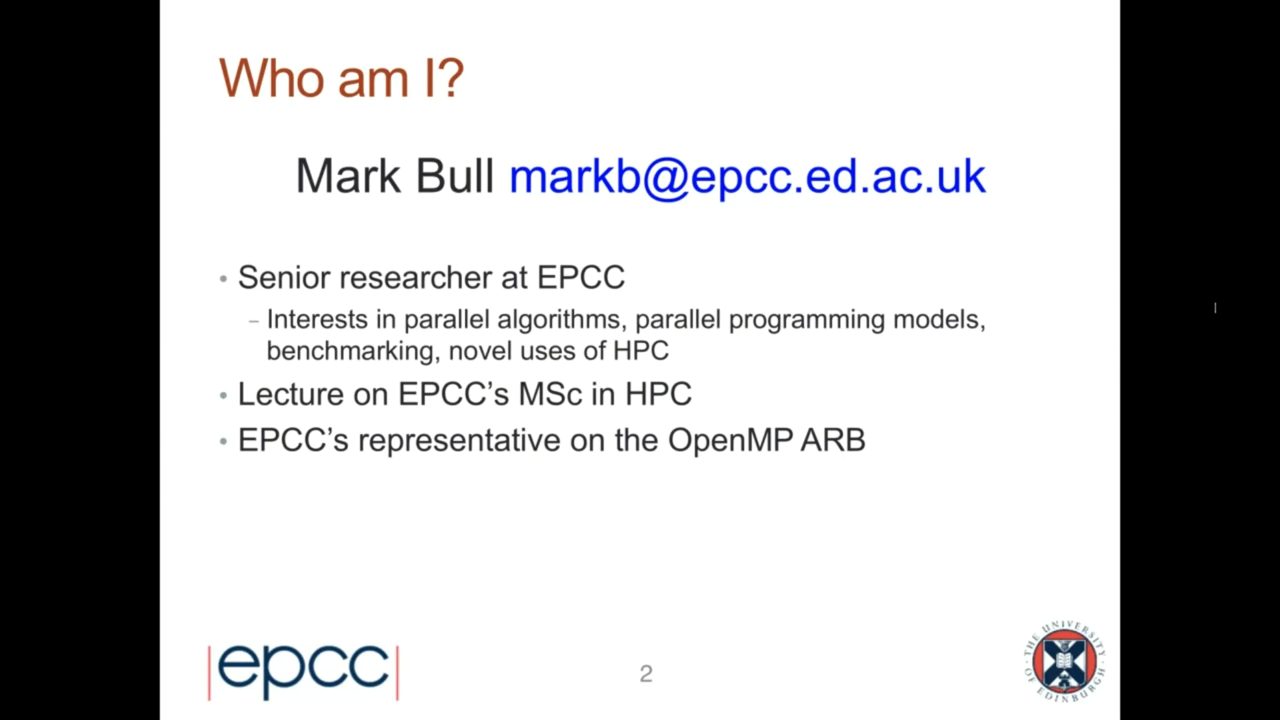 Who am I?
Mark Bull markb@epcc.ed.ac.uk
• Senior researcher at EPCC
– Interests in parallel algorithms, parallel programming models,
benchmarking, novel uses of HPC
• Lecture on EPCC’s MSc in HPC
• EPCC’s representative on the OpenMP ARB
|epcc|
2
THE UNIVERSITY
OF EDINBURGH